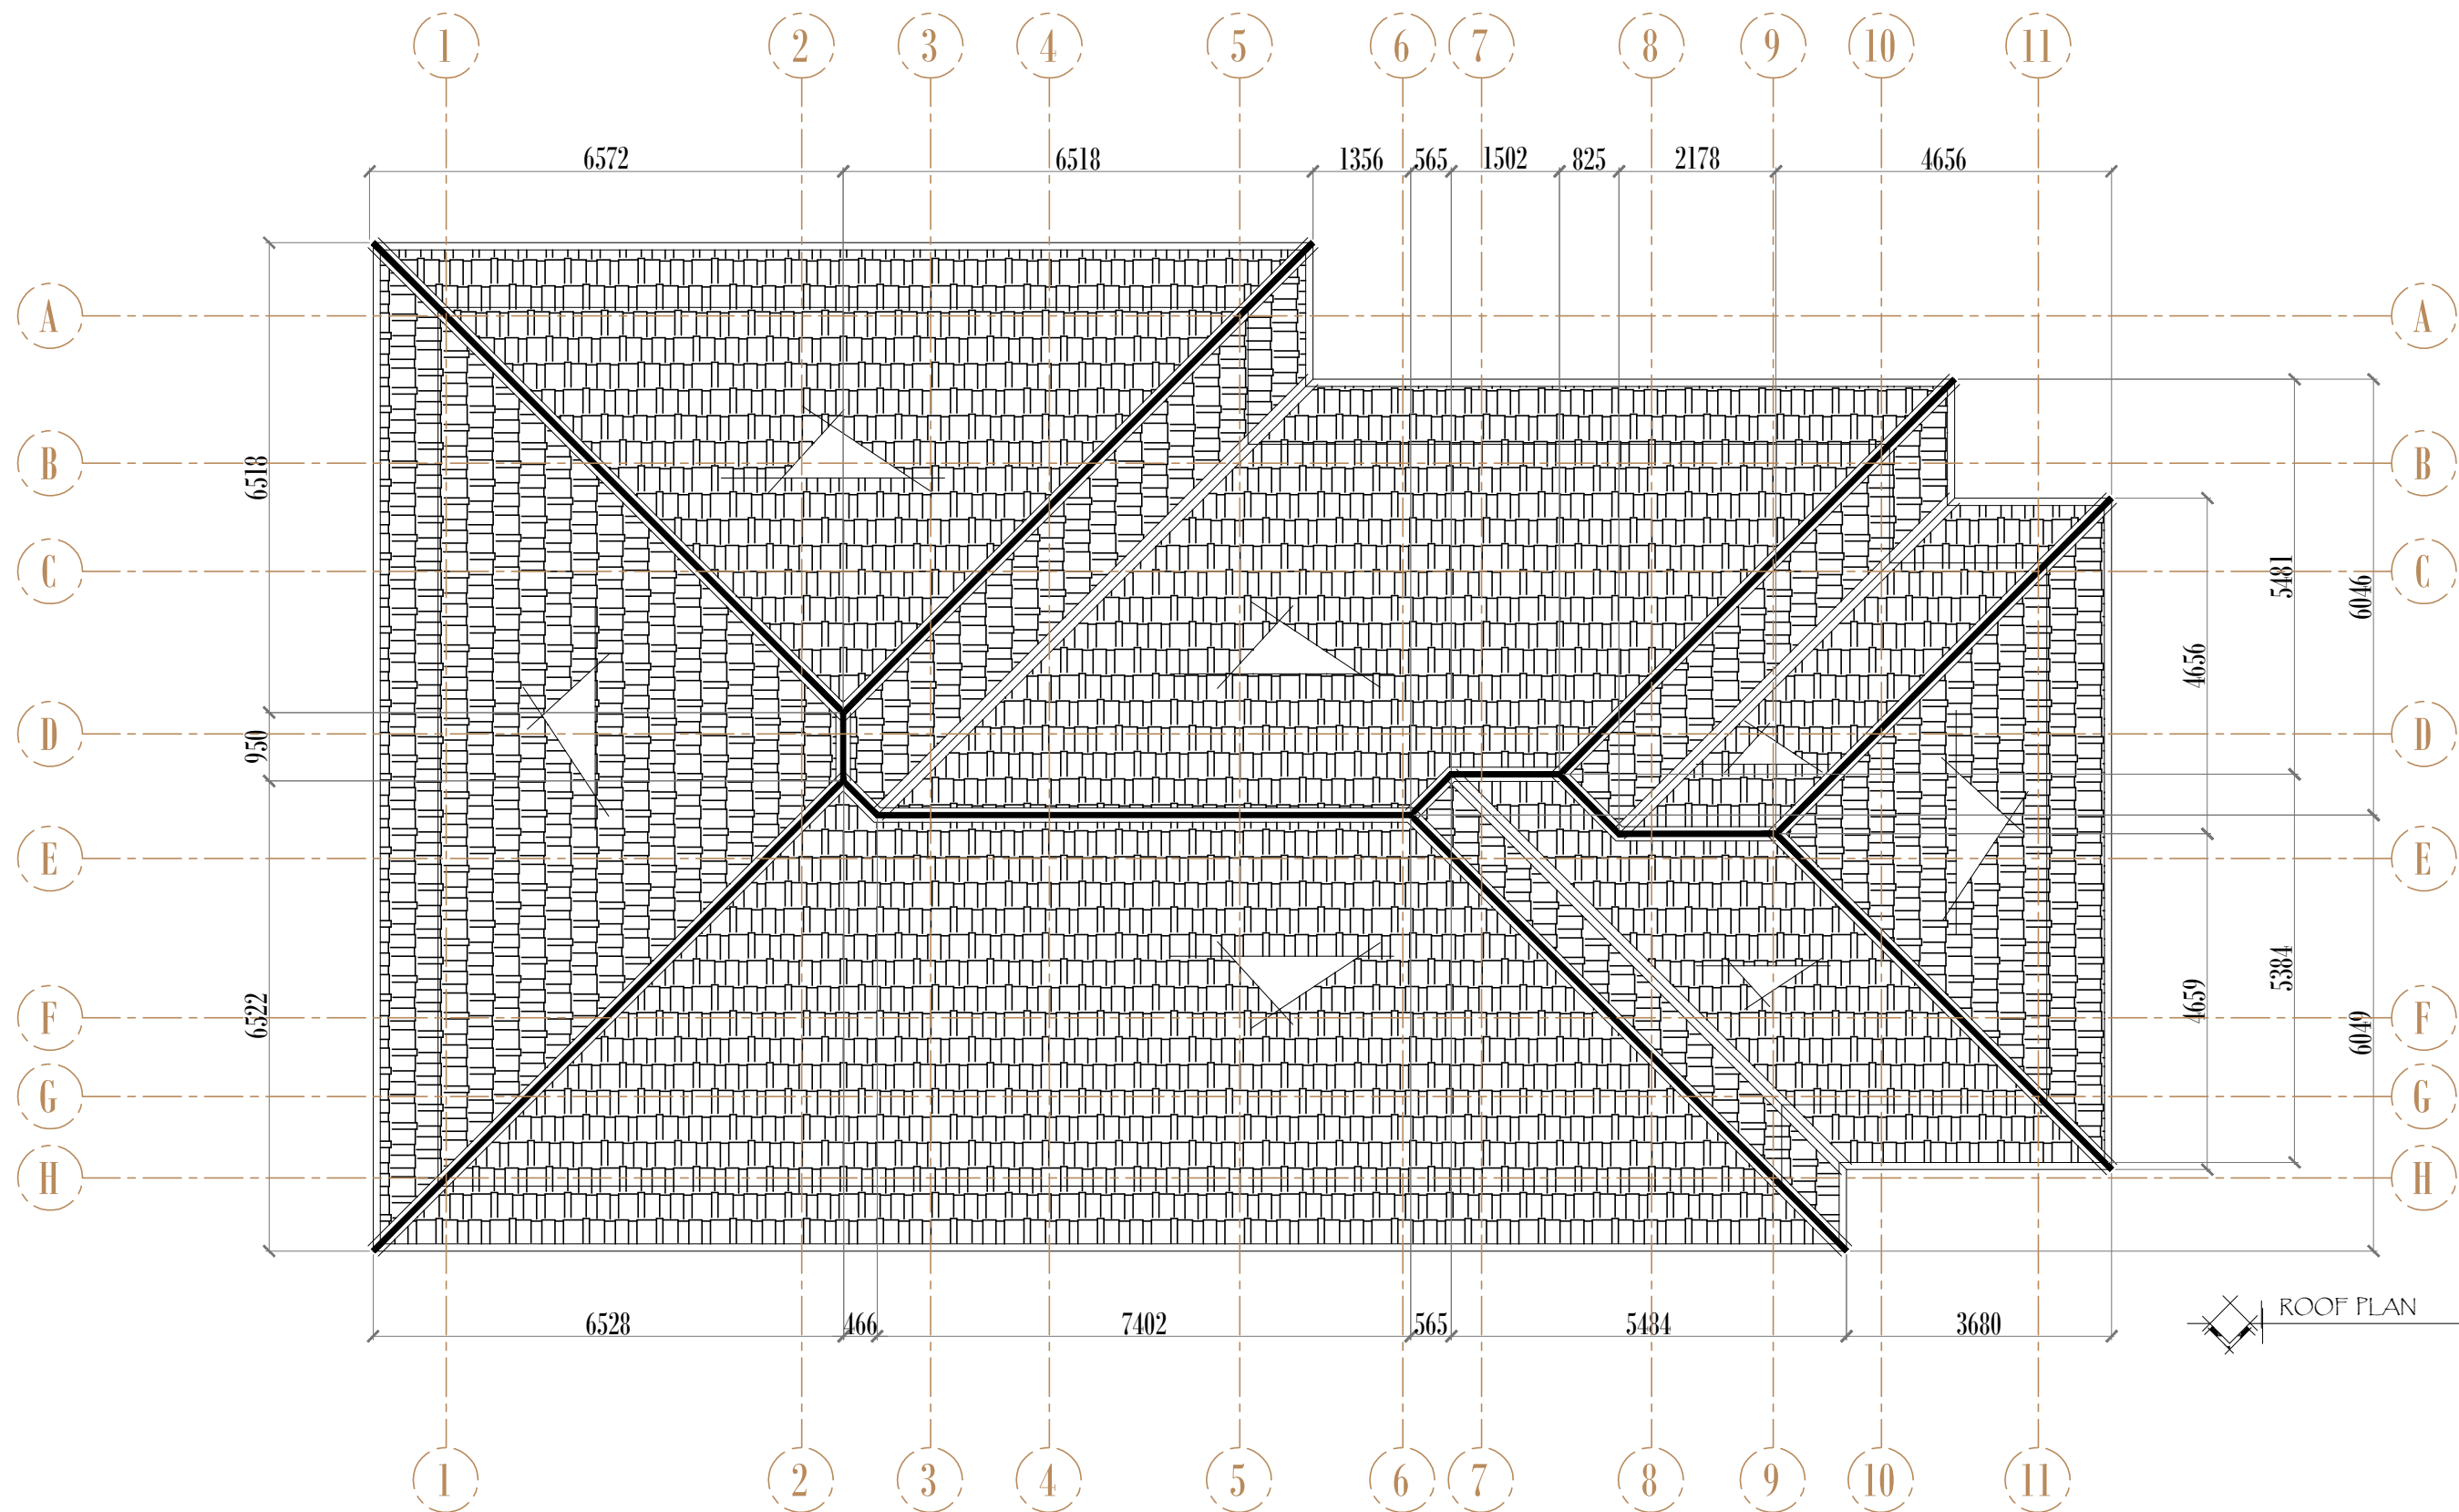 1 2 3 4 5 6 7 8 9 10 11
6572 6518 1356 565 1502 825 2178 4656
A A
B B
6518
C C
5481
6046
4656
D D
950
E E
5384
4659
F F
6522
6049
G G
H H
ROOF PLAN
6528 466 7402 565 5484 3680
1 2 3 4 5 6 7 8 9 10 11